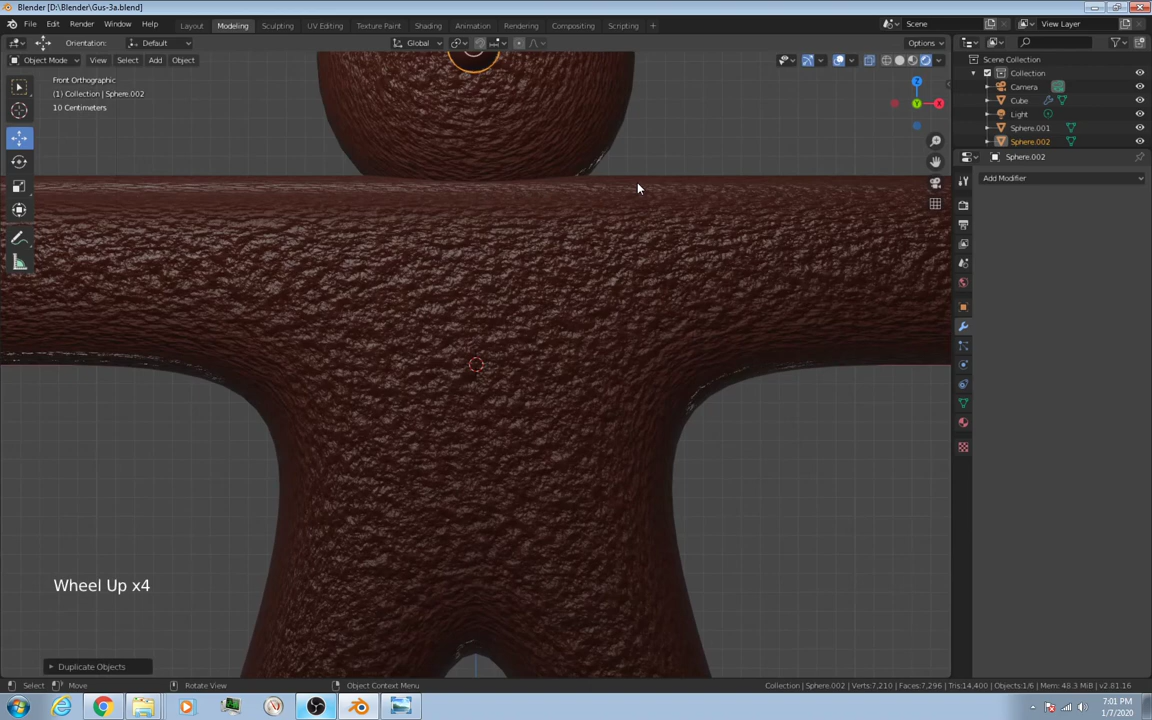 Blender [D:\Blender\Gus-3a.blend]
File Edit Render Window Help Layout Modeling Sculpting UV Editing Texture Paint Shading Animation Rendering Compositing Scripting + Scene View Layer
Orientation: Default Global Options
Object Mode View Select Add Object
Front Orthographic
(1) Collection | Sphere.002
10 Centimeters
Z
Y
X
Scene Collection
Collection
Camera
Cube
Light
Sphere.001
Sphere.002
Sphere.002
Add Modifier
Wheel Up x4
Duplicate Objects
Select Move Rotate View Object Context Menu Collection | Sphere.002 | Verts:7,210 | Faces:7,296 | Tris:14,400 | Objects:1/6 | Mem: 48.3 MiB | v2.81.16
7:01 PM
1/7/2020